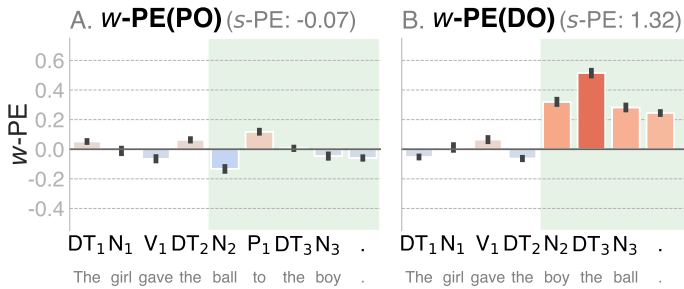 A. w-PE(PO) (s-PE: -0.07)
B. w-PE(DO) (s-PE: 1.32)
w-PE
0.6
0.4
0.2
0.0
-0.2
-0.4
DT1 N1 V1 DT2 N2 P1 DT3 N3 .
The girl gave the ball to the boy .
DT1 N1 V1 DT2 N2 DT3 N3 .
The girl gave the boy the ball .